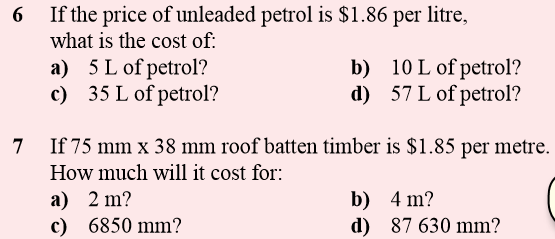 6 If the price of unleaded petrol is $1.86 per litre,
what is the cost of:
a) 5 L of petrol? b) 10 L of petrol?
c) 35 L of petrol? d) 57 L of petrol?
7 If 75 mm x 38 mm roof batten timber is $1.85 per metre.
How much will it cost for:
a) 2 m? b) 4 m?
c) 6850 mm? d) 87 630 mm?